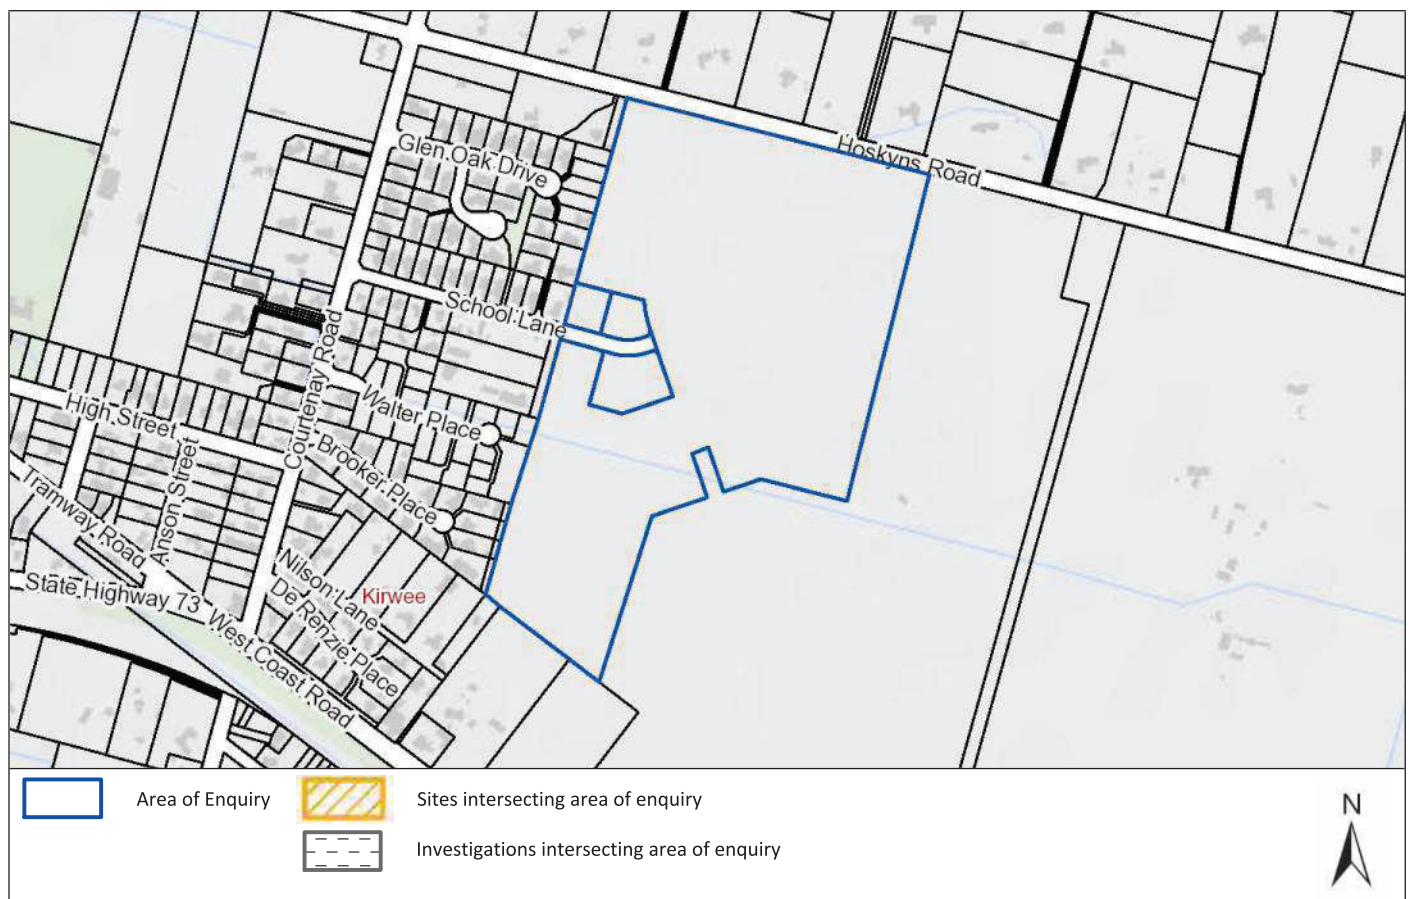 Hoskyns Road
Glen Oak Drive
School Lane
Courtenay Road
Walter Place
High Street
Brooker Place
Anson Street
Tramway Road
Nilson Lane
State Highway 73
De Renzie Place
Kirwee
West Coast Road
Area of Enquiry
Sites intersecting area of enquiry
Investigations intersecting area of enquiry
N